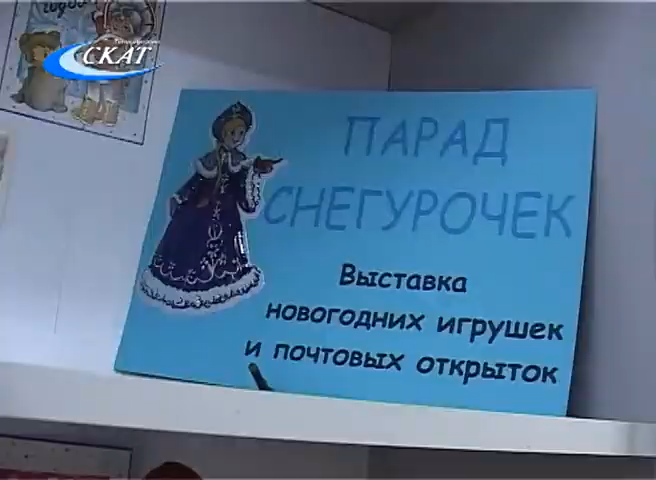 СКАТ
ПАРАД
СНЕГУРОЧЕК
Выставка
новогодних игрушек
и почтовых открыток